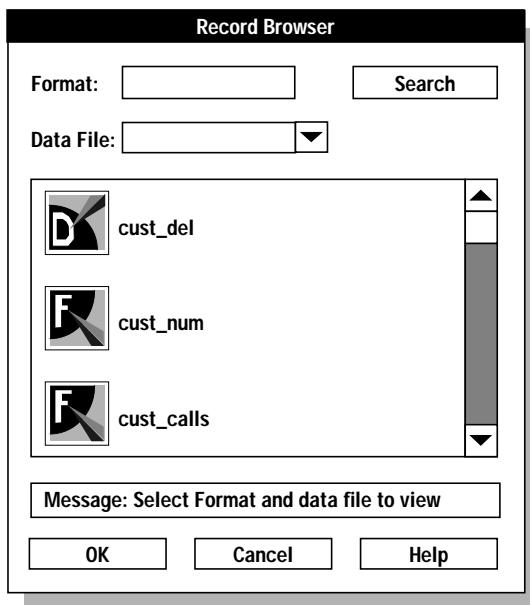 Record Browser
Format:
Search
Data File:
D
cust_del
F
cust_num
F
cust_calls
Message: Select Format and data file to view
OK Cancel Help